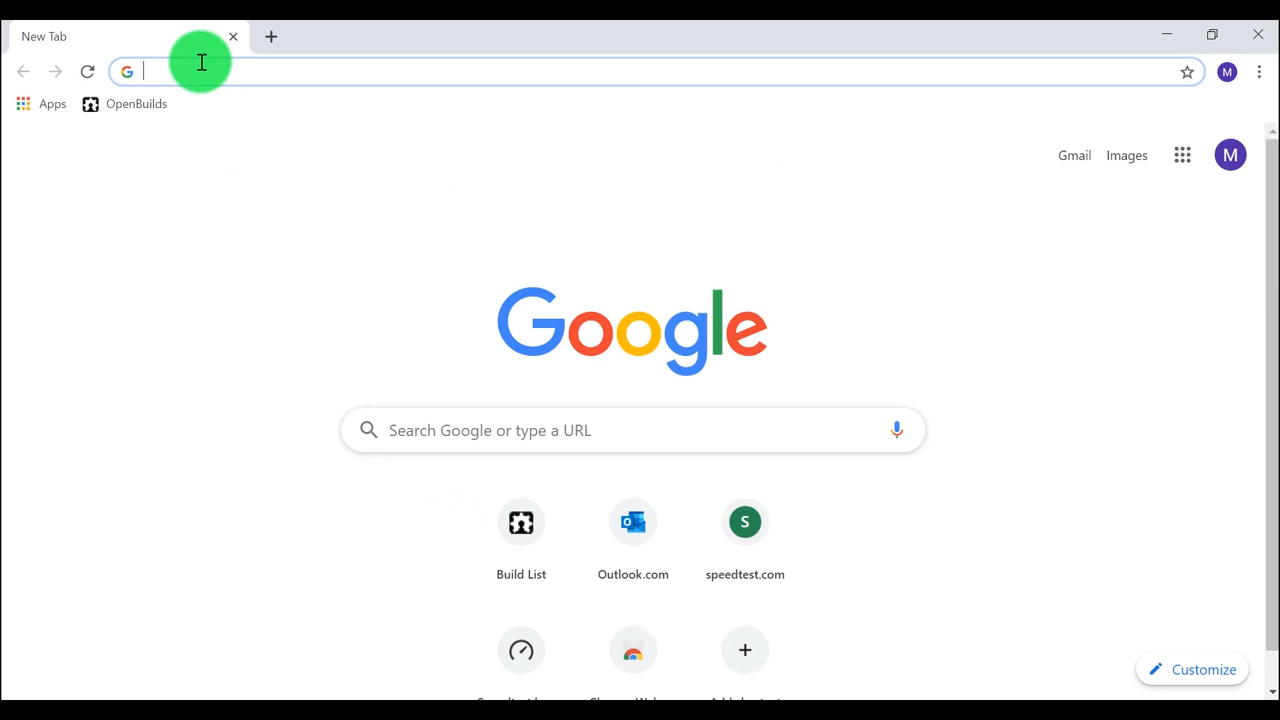 New Tab
Apps
OpenBuilds
Gmail Images
M
M
Google
Search Google or type a URL
S
Build List
Outlook.com
speedtest.com
Customize